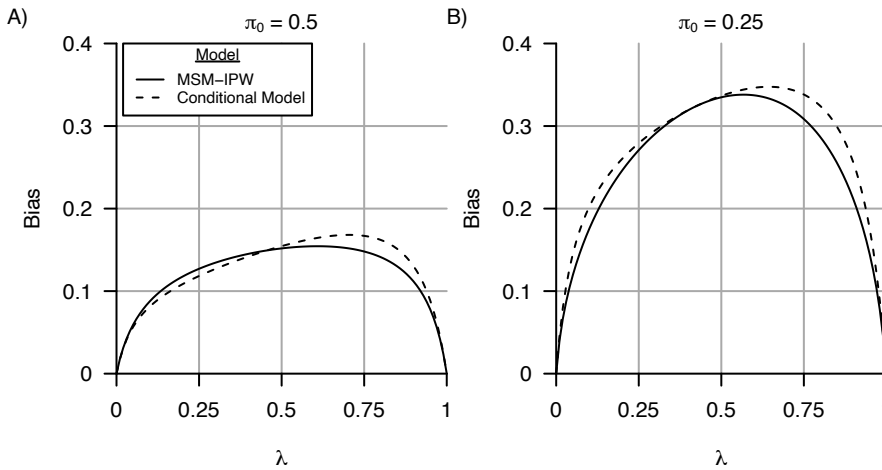 A)
π0 = 0.5
0.4
0.3
0.2
0.1
0
Bias
Model
MSM−IPW
Conditional Model
0
0.25
0.5
0.75
1
λ
B)
π0 = 0.25
0.4
0.3
0.2
0.1
0
Bias
0
0.25
0.5
0.75
λ